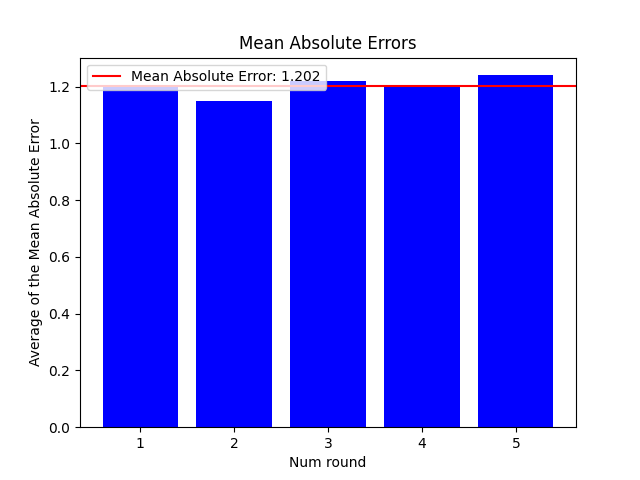 Mean Absolute Errors
Mean Absolute Error: 1.202
Average of the Mean Absolute Error
1.2
1.0
0.8
0.6
0.4
0.2
0.0
1 2 3 4 5
Num round